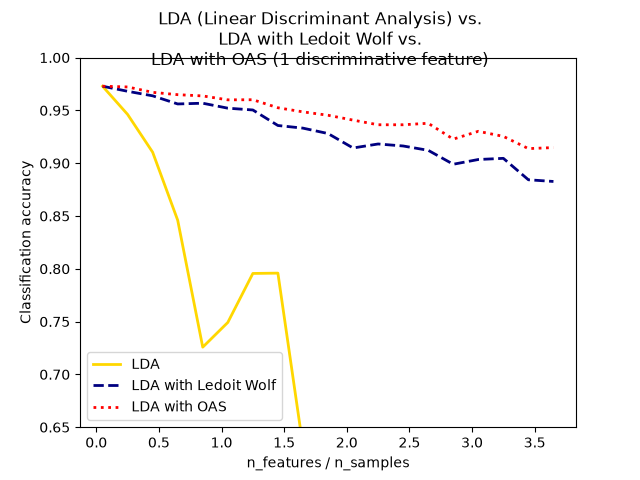 LDA (Linear Discriminant Analysis) vs.
LDA with Ledoit Wolf vs.
LDA with OAS (1 discriminative feature)
1.00
0.95
0.90
0.85
0.80
0.75
0.70
0.65
Classification accuracy
LDA
LDA with Ledoit Wolf
LDA with OAS
0.0 0.5 1.0 1.5 2.0 2.5 3.0 3.5
n_features / n_samples